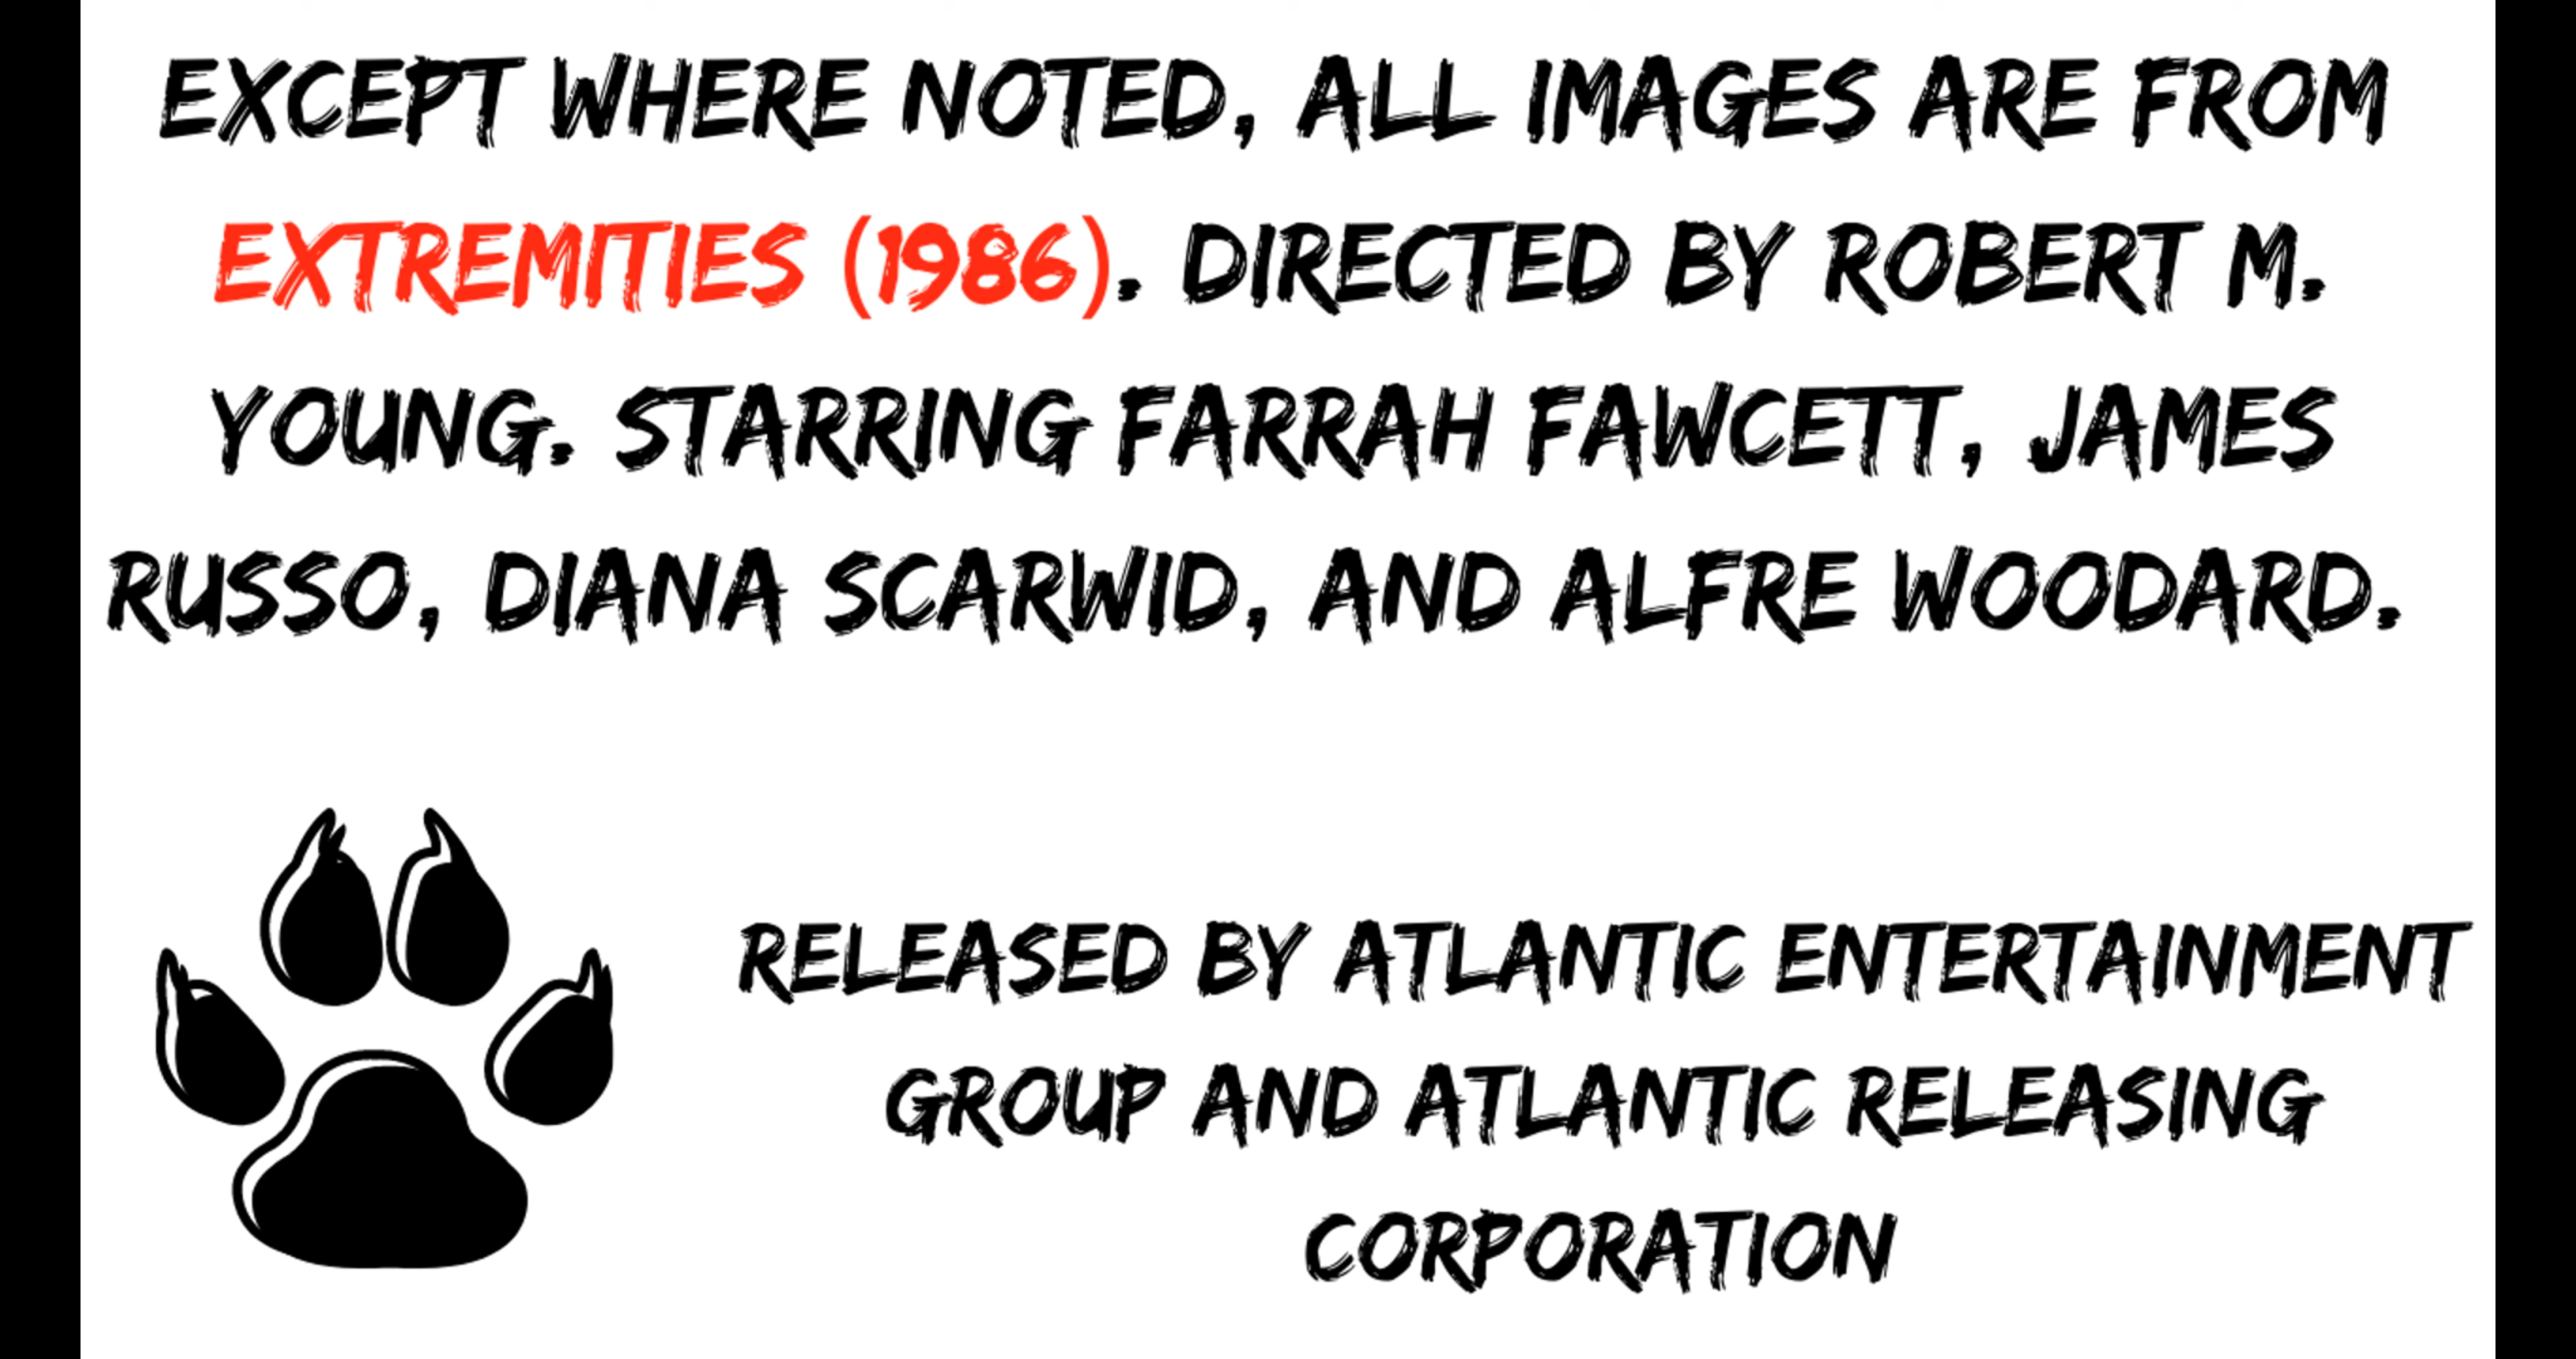 EXCEPT WHERE NOTED, ALL IMAGES ARE FROM
EXTREMITIES (1986). DIRECTED BY ROBERT M.
YOUNG. STARRING FARRAH FAWCETT, JAMES
RUSSO, DIANA SCARWID, AND ALFRE WOODARD.
RELEASED BY ATLANTIC ENTERTAINMENT
GROUP AND ATLANTIC RELEASING
CORPORATION